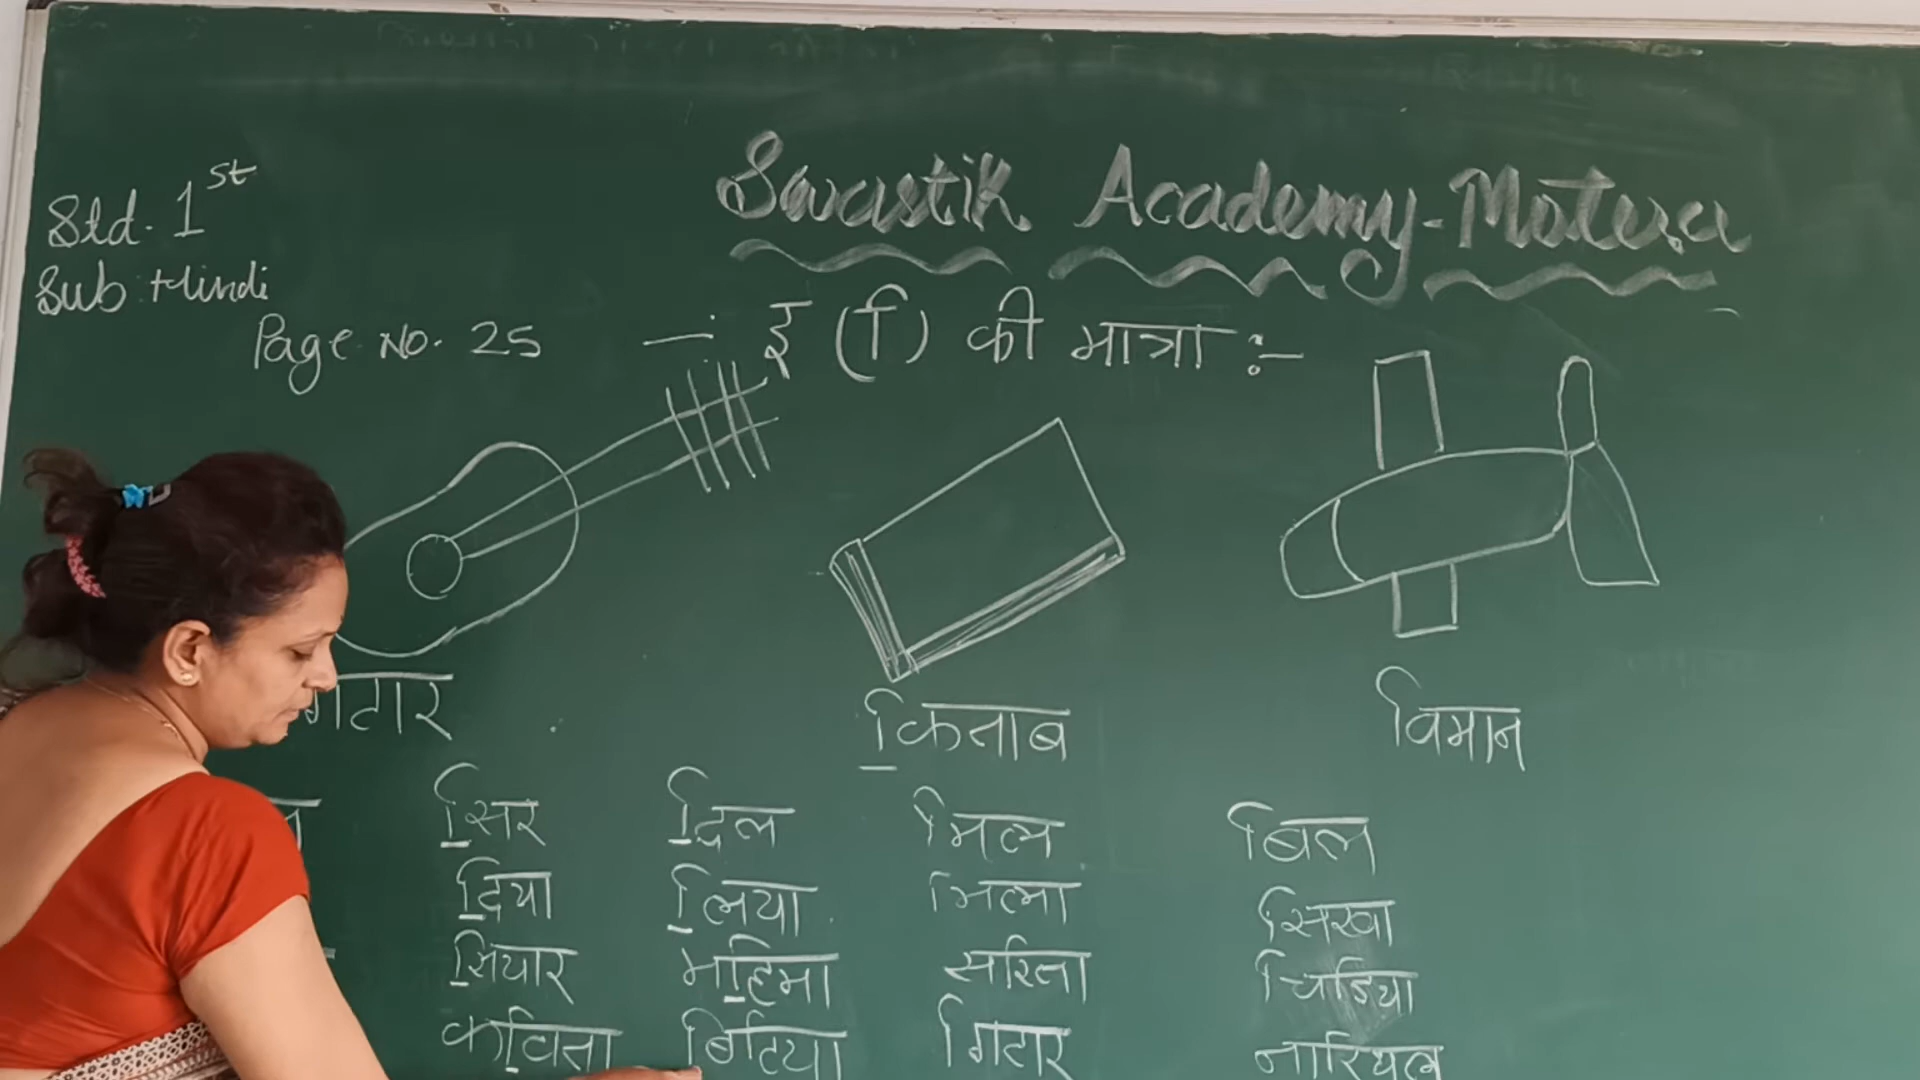 Swastik Academy-Motera
Std. 1st
Sub Hindi
Page No. 25
—: इ (ि) की मात्रा :—
गिटार किताब विमान
सिर दिल मिल बिल
दिया लिया मिला सिखा
सियार महिमा सरिता चिडिया
कविता बिटिया गिटार नारियल